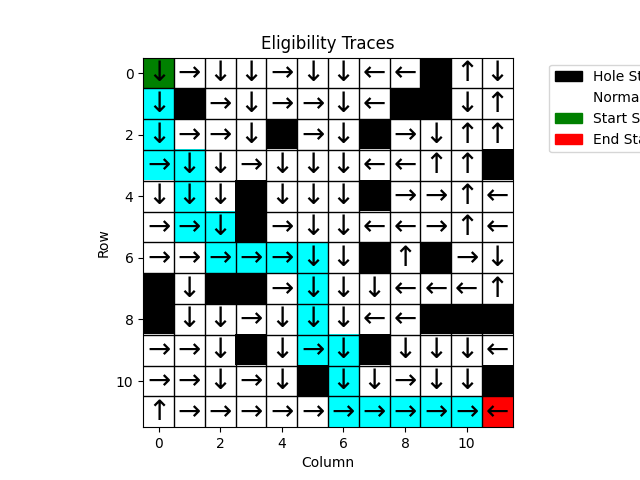 Eligibility Traces
Hole St
Norma
Start S
End Sta
Row
0
2
4
6
8
10
0 2 4 6 8 10
Column